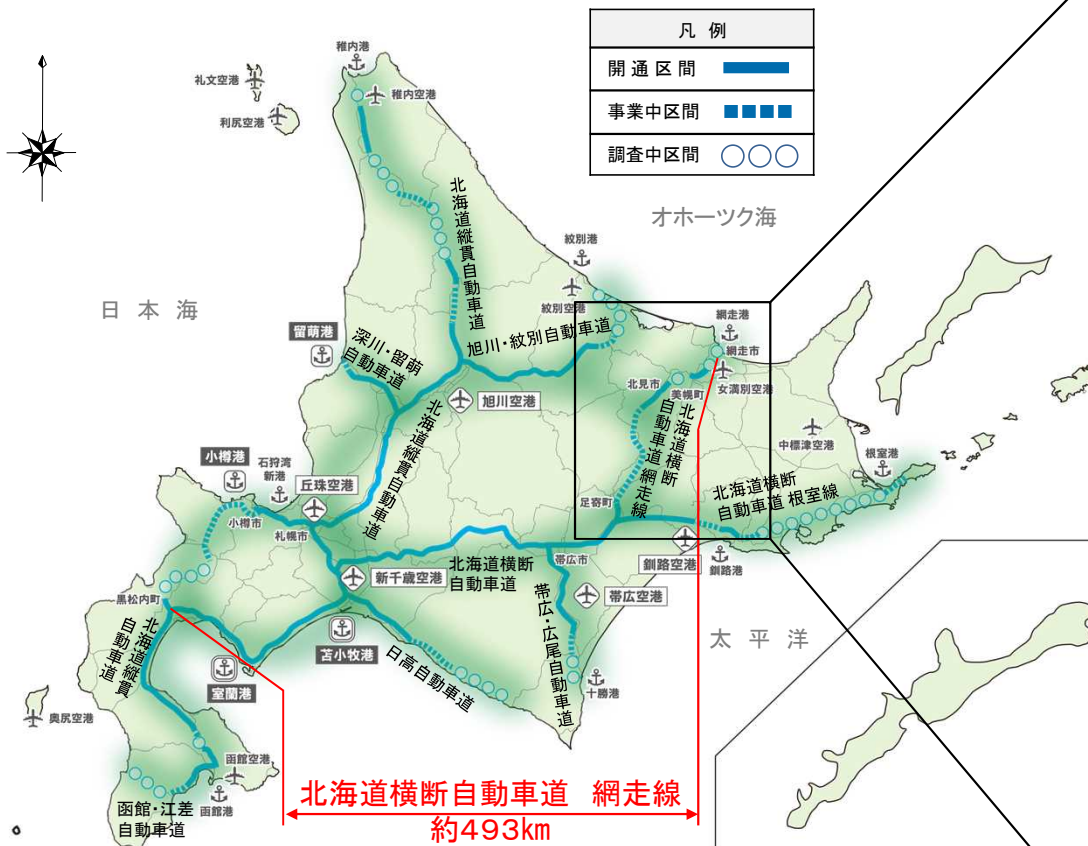 凡 例
開通区間
事業中区間
調査中区間
稚内港
礼文空港
稚内空港
利尻空港
北海道縦貫自動車道
オホーツク海
紋別港
紋別空港
日本海
留萌港
深川・留萌
自動車道
旭川・紋別自動車道
網走港
網走市
女満別空港
北見市
美幌町
旭川空港
北海道縦貫自動車道
北海道横断
自動車道 網走線
中標津空港
根室港
小樽港
石狩湾
新港
丘珠空港
小樽市
札幌市
足寄町
北海道横断
自動車道 根室線
新千歳空港
北海道横断
自動車道
帯広市
釧路空港
釧路港
黒松内町
帯広空港
帯広・広尾自動車道
太平洋
北海道縦貫
自動車道
苫小牧港
日高自動車道
室蘭港
十勝港
奥尻空港
函館空港
函館港
函館・江差
自動車道
北海道横断自動車道 網走線
約493km